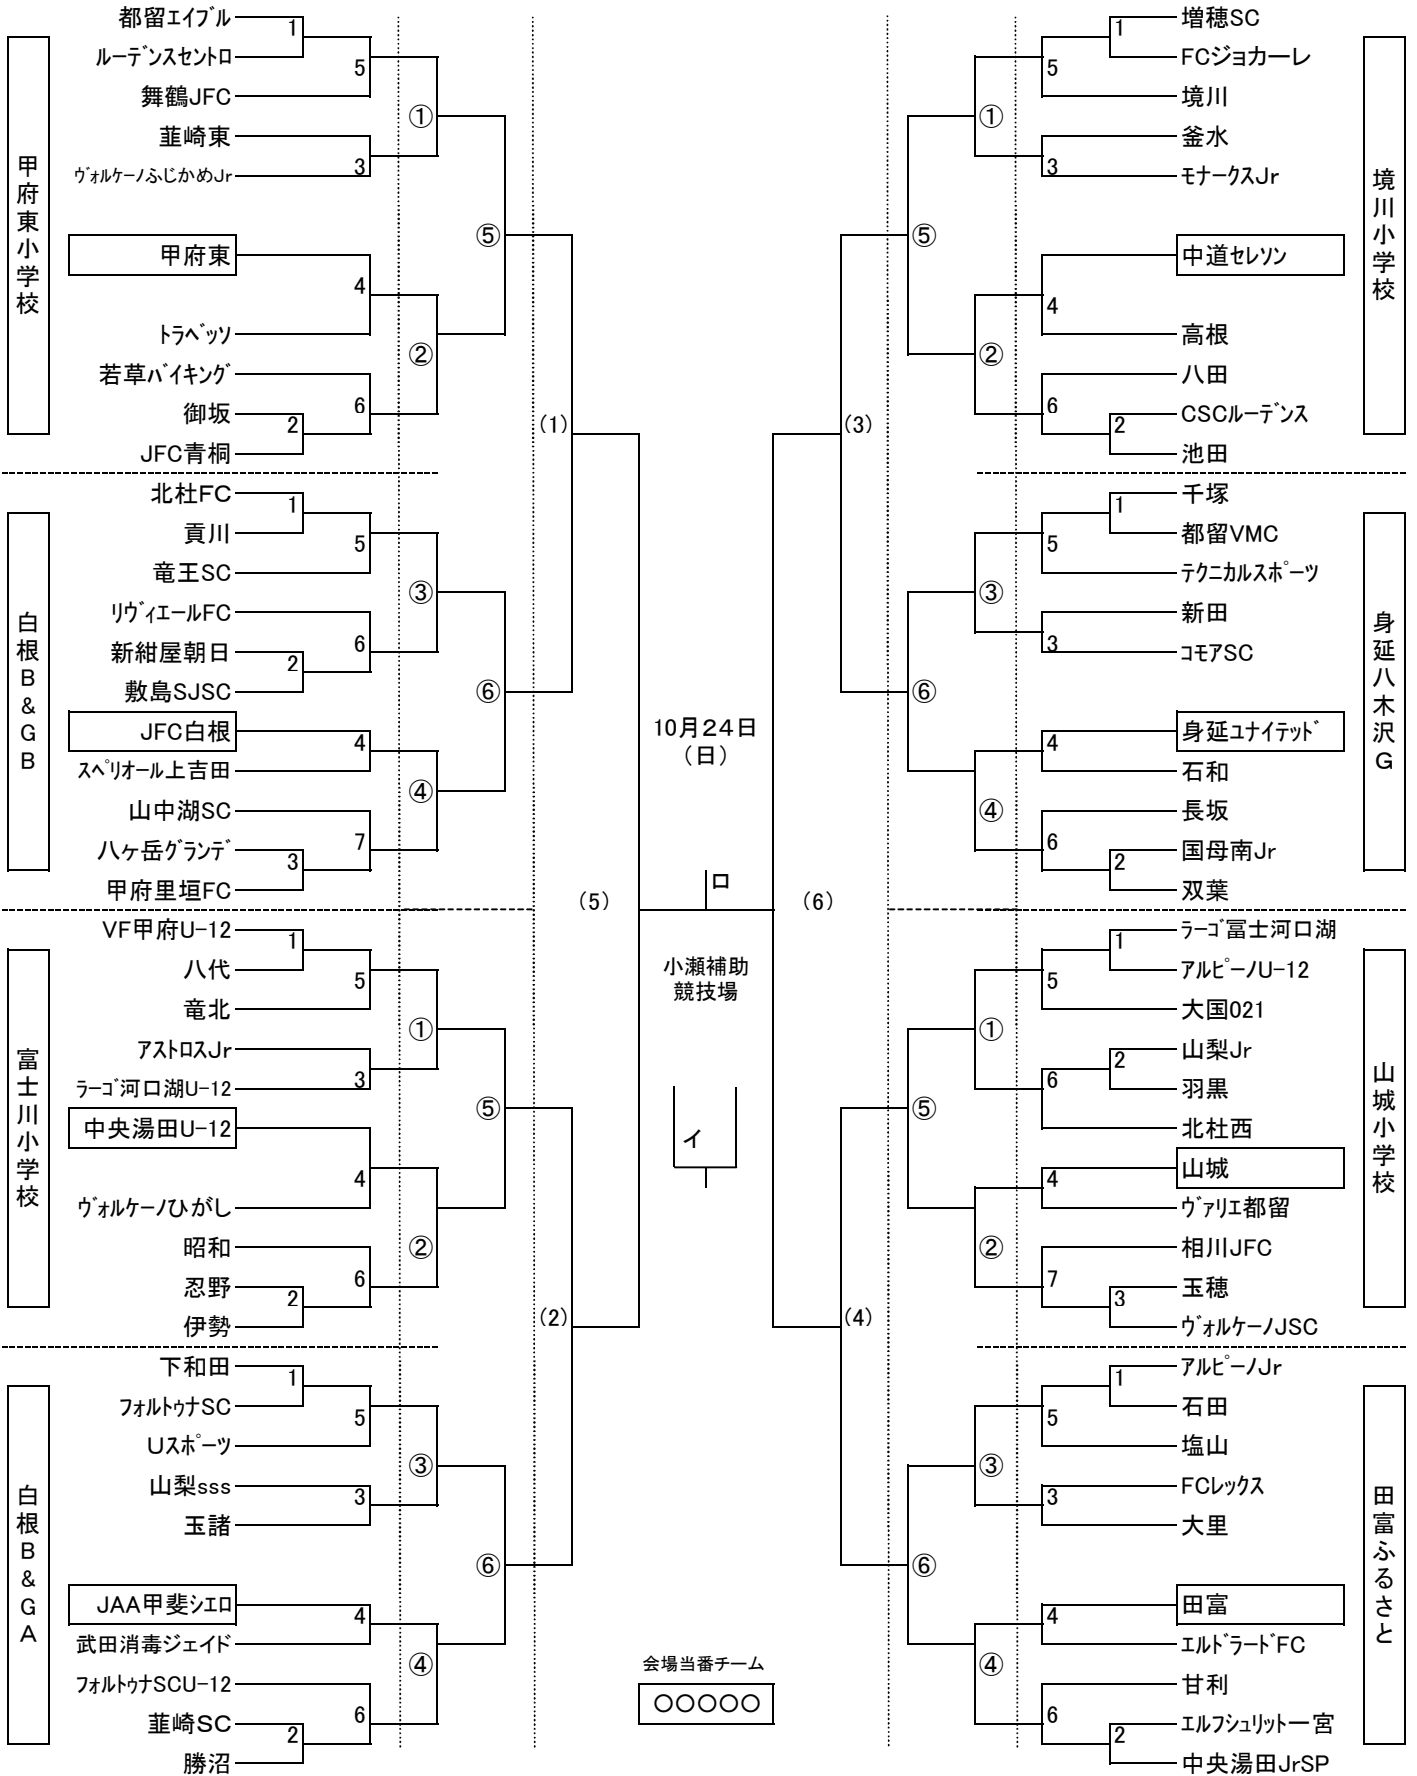 甲府東小学校
都留エイブル
1
ルーデンスセントロ
5
舞鶴JFC
①
韮崎東
3
ヴォルケーノふじかめJr
⑤
甲府東
4
トラベッソ
②
若草バイキング
6
御坂
2
JFC青桐
(1)
白根B&GB
北杜FC
1
貢川
5
竜王SC
③
リヴィエールFC
6
新紺屋朝日
2
敷島SJSC
⑥
JFC白根
4
スペリオール上吉田
④
山中湖SC
7
八ヶ岳グランデ
3
甲府里垣FC
(5)
富士川小学校
VF甲府U-12
1
八代
5
竜北
①
アストロスJr
3
ラーゴ河口湖U-12
⑤
中央湯田U-12
4
ヴォルケーノひがし
②
昭和
6
忍野
2
伊勢
(2)
白根B&GA
下和田
1
フォルトゥナSC
5
Uスポーツ
③
山梨sss
3
玉諸
⑥
JAA甲斐シエロ
4
武田消毒ジェイド
④
フォルトゥナSCU-12
6
韮崎SC
2
勝沼
10月24日
(日)
ロ
小瀬補助
競技場
イ
会場当番チーム
○○○○○
境川小学校
増穂SC
1
FCジョカーレ
5
境川
①
釜水
3
モナークスJr
⑤
中道セレソン
4
高根
②
八田
6
CSCルーデンス
2
池田
(3)
身延八木沢G
千塚
1
都留VMC
5
テクニカルスポーツ
③
新田
3
コモアSC
⑥
身延ユナイテッド
4
石和
④
長坂
6
国母南Jr
2
双葉
(6)
山城小学校
ラーゴ冨士河口湖
1
アルピーノU-12
5
大国021
①
山梨Jr
2
羽黒
6
北杜西
⑤
山城
4
ヴァリエ都留
②
相川JFC
7
玉穂
3
ヴォルケーノJSC
(4)
田富ふるさと
アルピーノJr
1
石田
5
塩山
③
FCレックス
3
大里
⑥
田富
4
エルドラードFC
④
甘利
6
エルフシュリット一宮
2
中央湯田JrSP